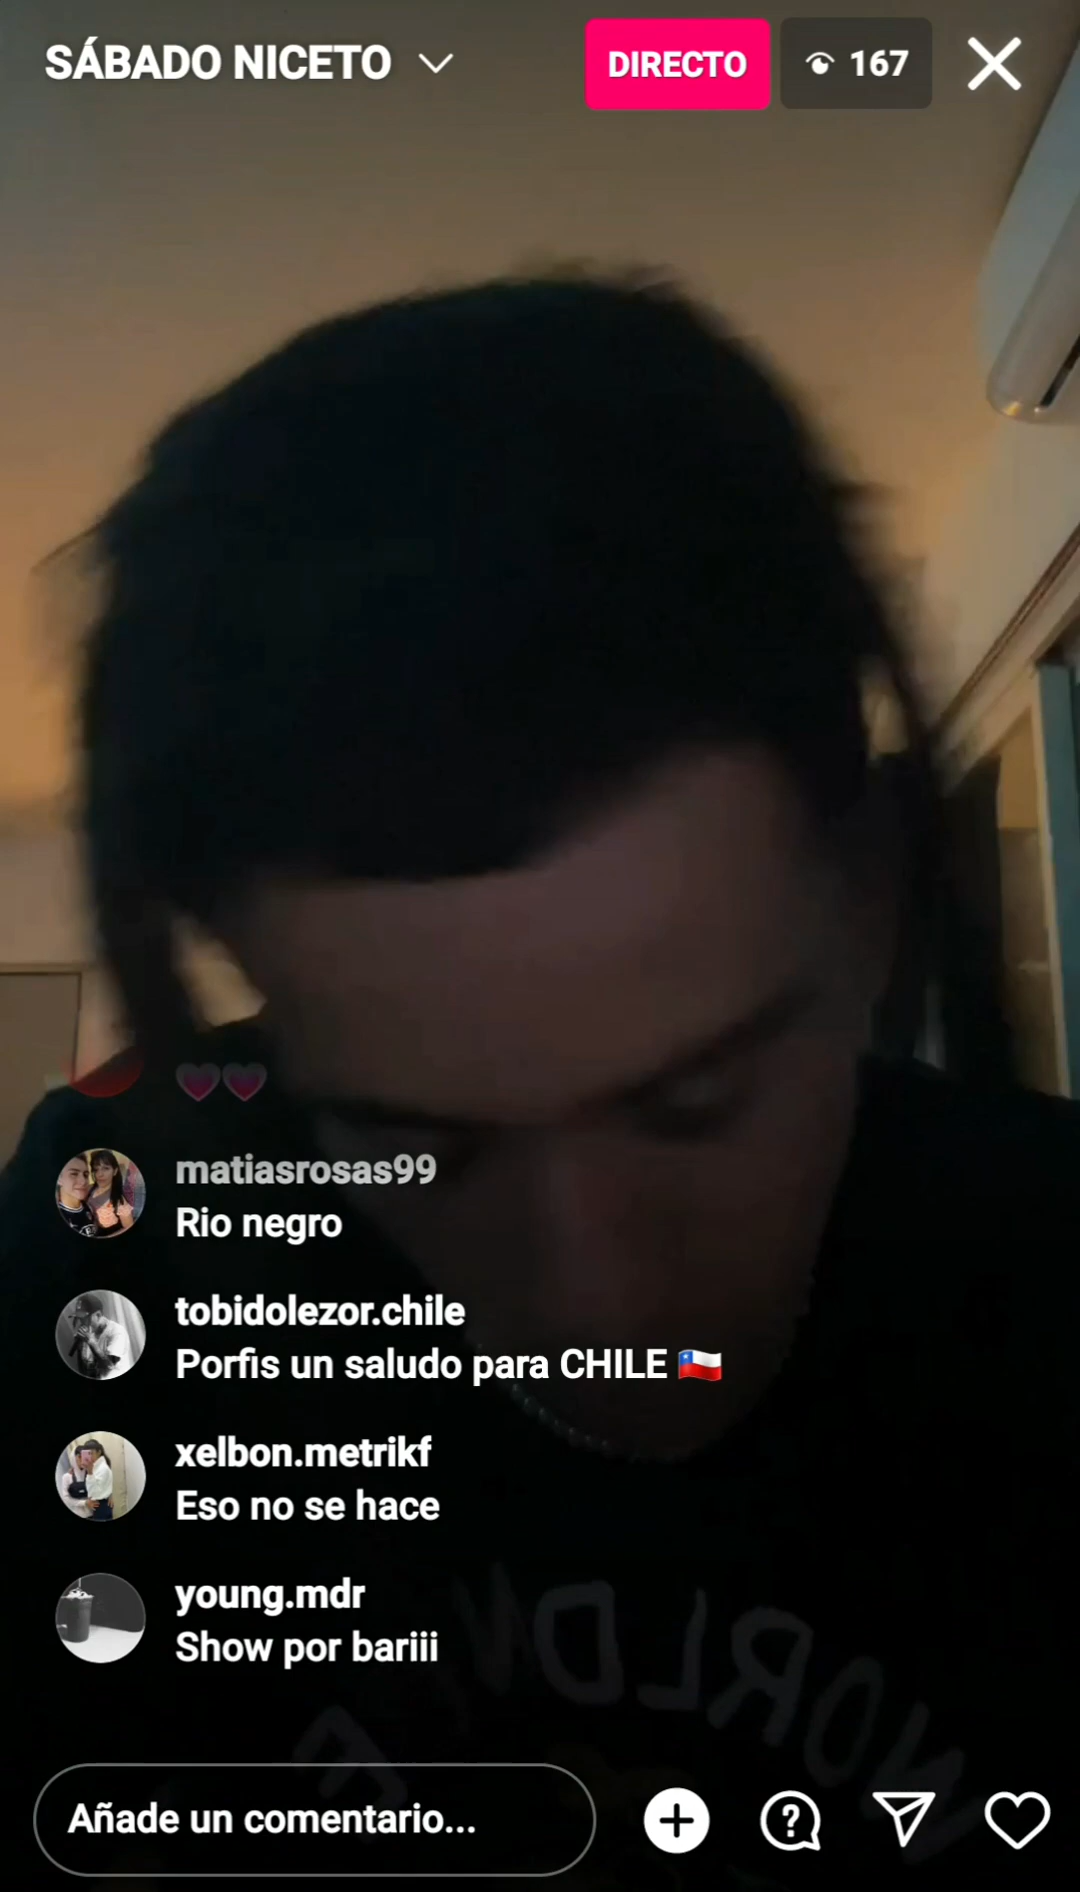 SÁBADO NICETO
DIRECTO
167
matiasrosas99
Rio negro
tobidolezor.chile
Porfis un saludo para CHILE 🇨🇱
xelbon.metrikf
Eso no se hace
young.mdr
Show por bariii
Añade un comentario...